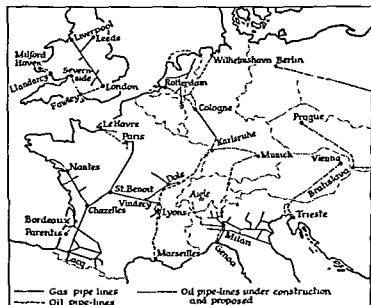 Liverpool
Leeds
Milford
Haven
Llandarcy
Severn-
side
Fawley
London
Rotterdam
Wilhelmshavn
Berlin
Cologne
Le Havre
Paris
Karlsruhe
Prague
Nantes
Munich
Vienna
Bratislava
St. Benoit
Dole
Aigle
Vindecy
Lyons
Chazelles
Bordeaux
Parentis
Trieste
Milan
Genoa
Lacq
Marseilles
Gas pipe lines
Oil pipe-lines
Oil pipe-lines under construction
and proposed